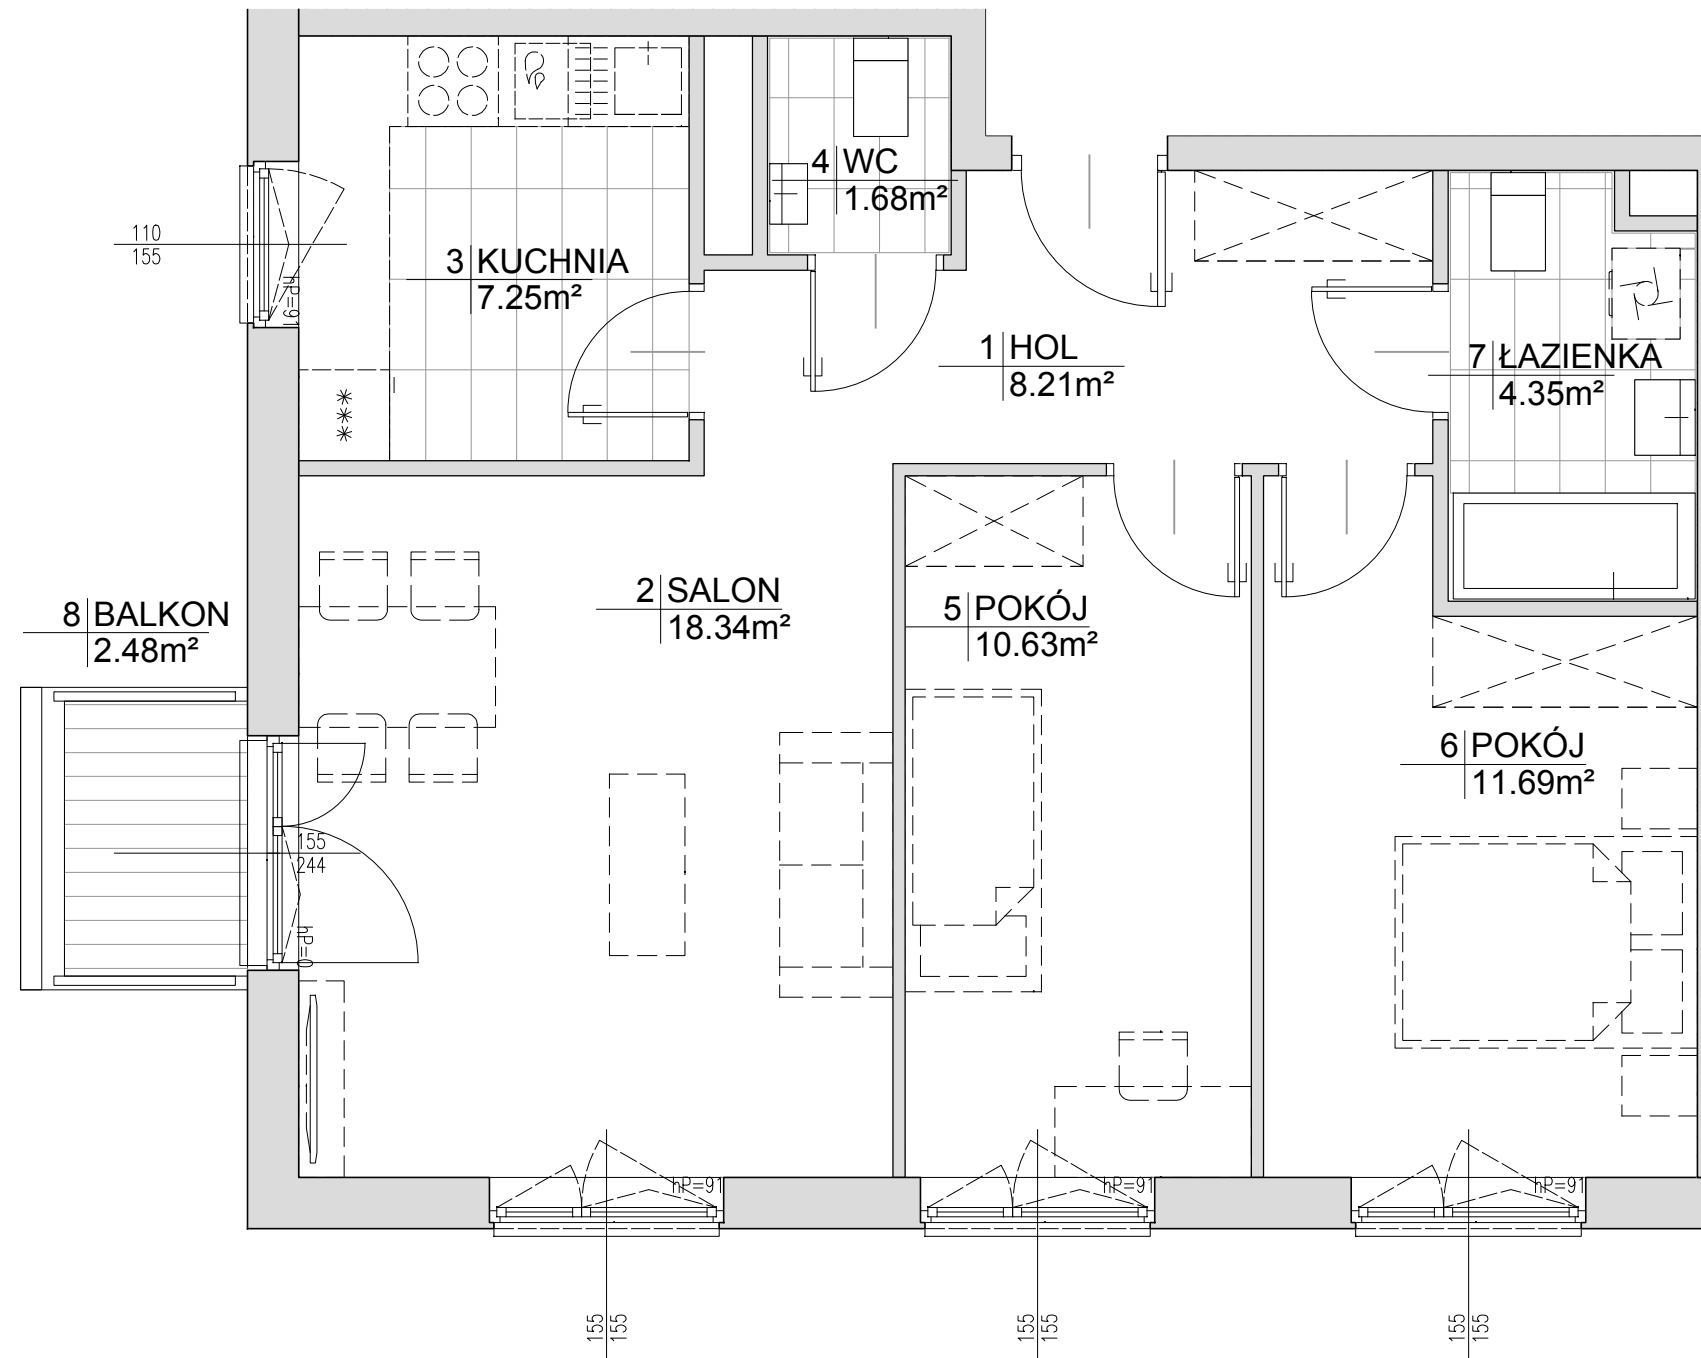 4 WC
1.68m²
110
155
3 KUCHNIA
7.25m²
hP=91
1 HOL
8.21m²
7 ŁAZIENKA
4.35m²
***
2 SALON
18.34m²
8 BALKON
2.48m²
5 POKÓJ
10.63m²
6 POKÓJ
11.69m²
155
244
hP=0
hP=91
hP=91
hP=91
155
155
155
155
155
155